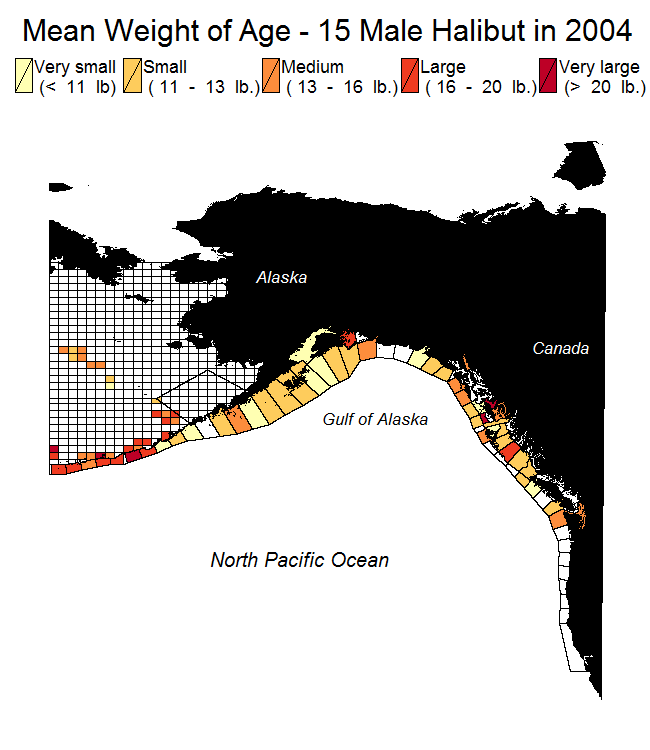 Mean Weight of Age - 15 Male Halibut in 2004
Very small Small Medium Large Very large
(< 11 lb) ( 11 - 13 lb.) ( 13 - 16 lb.) ( 16 - 20 lb.) (> 20 lb.)
Alaska
Canada
Gulf of Alaska
North Pacific Ocean